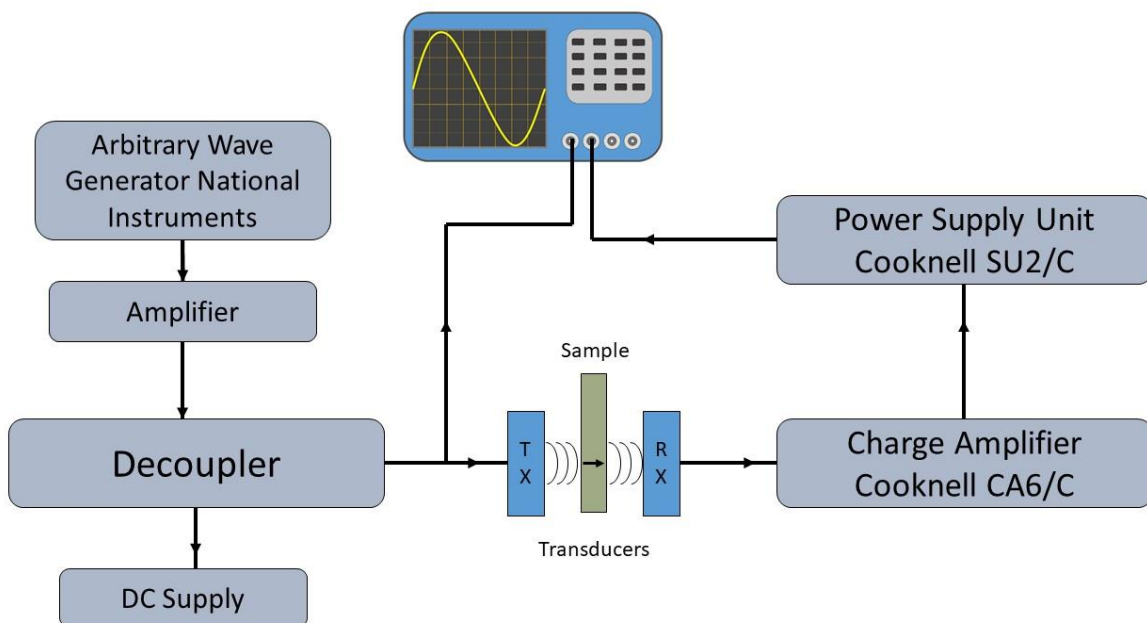 Arbitrary Wave
Generator National
Instruments
Amplifier
Decoupler
DC Supply
Sample
T
X
R
X
Transducers
Power Supply Unit
Cooknell SU2/C
Charge Amplifier
Cooknell CA6/C